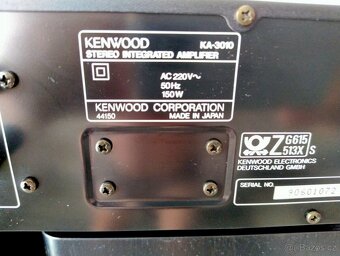 KENWOOD KA-3010
STEREO INTEGRATED AMPLIFIER
AC 220V~
50Hz
150W
KENWOOD CORPORATION
44150 MADE IN JAPAN
Z G615
513X/S
KENWOOD ELECTRONICS
DEUTSCHLAND GMBH
SERIAL NO.